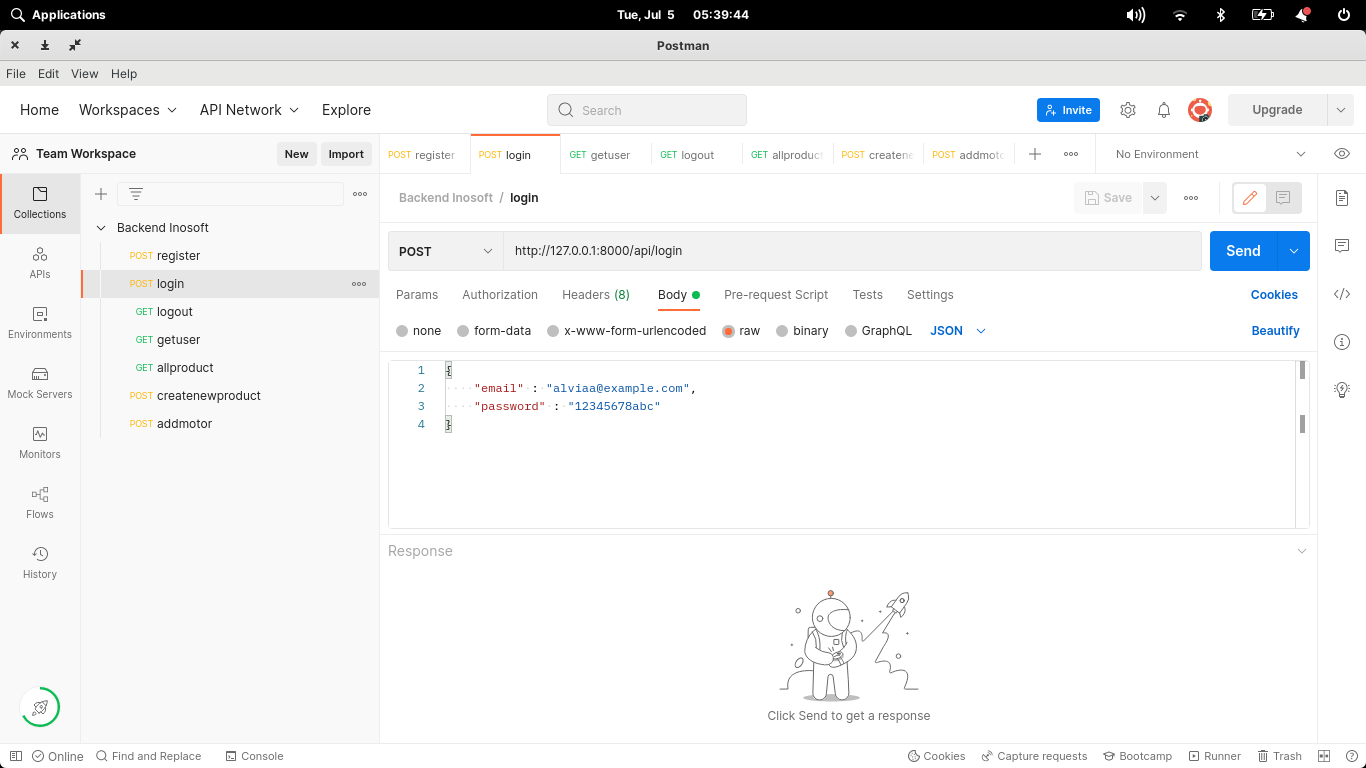 Applications
Tue, Jul 5 05:39:44
Postman
File Edit View Help
Home Workspaces API Network Explore
Search
Invite
Upgrade
Team Workspace
New Import
POST register
POST login
GET getuser
GET logout
GET allproduct
POST createne
POST addmoto
No Environment
Collections
APIs
Environments
Mock Servers
Monitors
Flows
History
Backend Inosoft
POST register
POST login
GET logout
GET getuser
GET allproduct
POST createnewproduct
POST addmotor
Backend Inosoft / login
Save
POST http://127.0.0.1:8000/api/login
Send
Params Authorization Headers (8) Body Pre-request Script Tests Settings Cookies
none form-data x-www-form-urlencoded raw binary GraphQL JSON Beautify
1 {
2 "email" : "alviaa@example.com",
3 "password" : "12345678abc"
4 }
Response
Click Send to get a response
Online Find and Replace Console
Cookies Capture requests Bootcamp Runner Trash